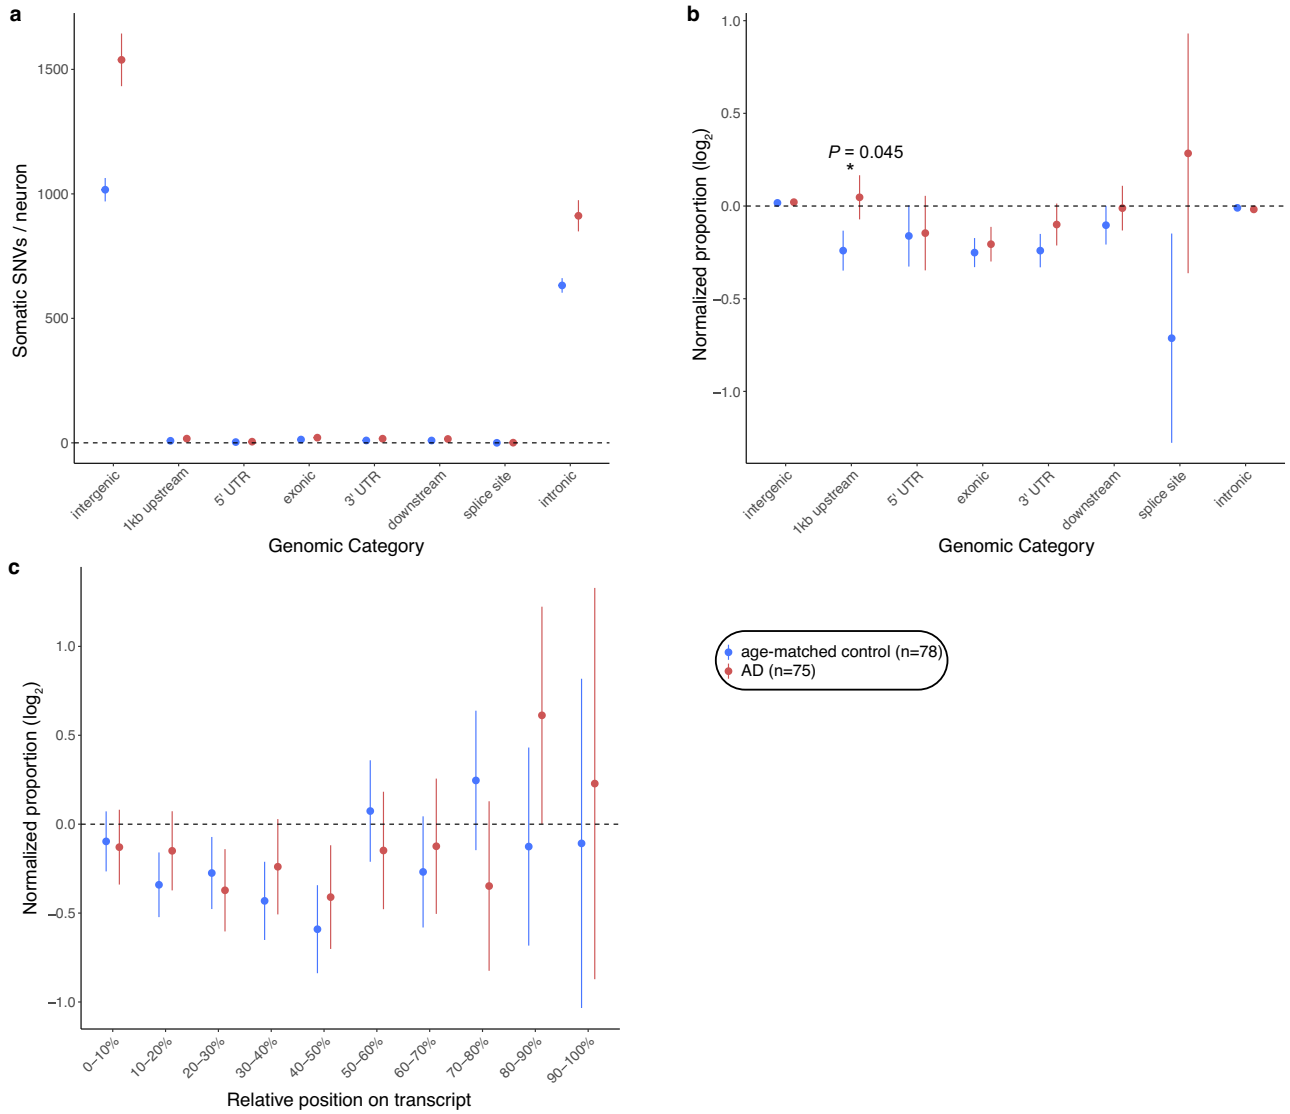 a
Somatic SNVs / neuron
1500
1000
500
0
intergenic
1kb upstream
5' UTR
exonic
3' UTR
downstream
splice site
intronic
Genomic Category
b
Normalized proportion (log2)
1.0
0.5
0.0
−0.5
−1.0
P = 0.045
*
intergenic
1kb upstream
5' UTR
exonic
3' UTR
downstream
splice site
intronic
Genomic Category
c
Normalized proportion (log2)
1.0
0.5
0.0
−0.5
−1.0
0−10%
10−20%
20−30%
30−40%
40−50%
50−60%
60−70%
70−80%
80−90%
90−100%
Relative position on transcript
age-matched control (n=78)
AD (n=75)